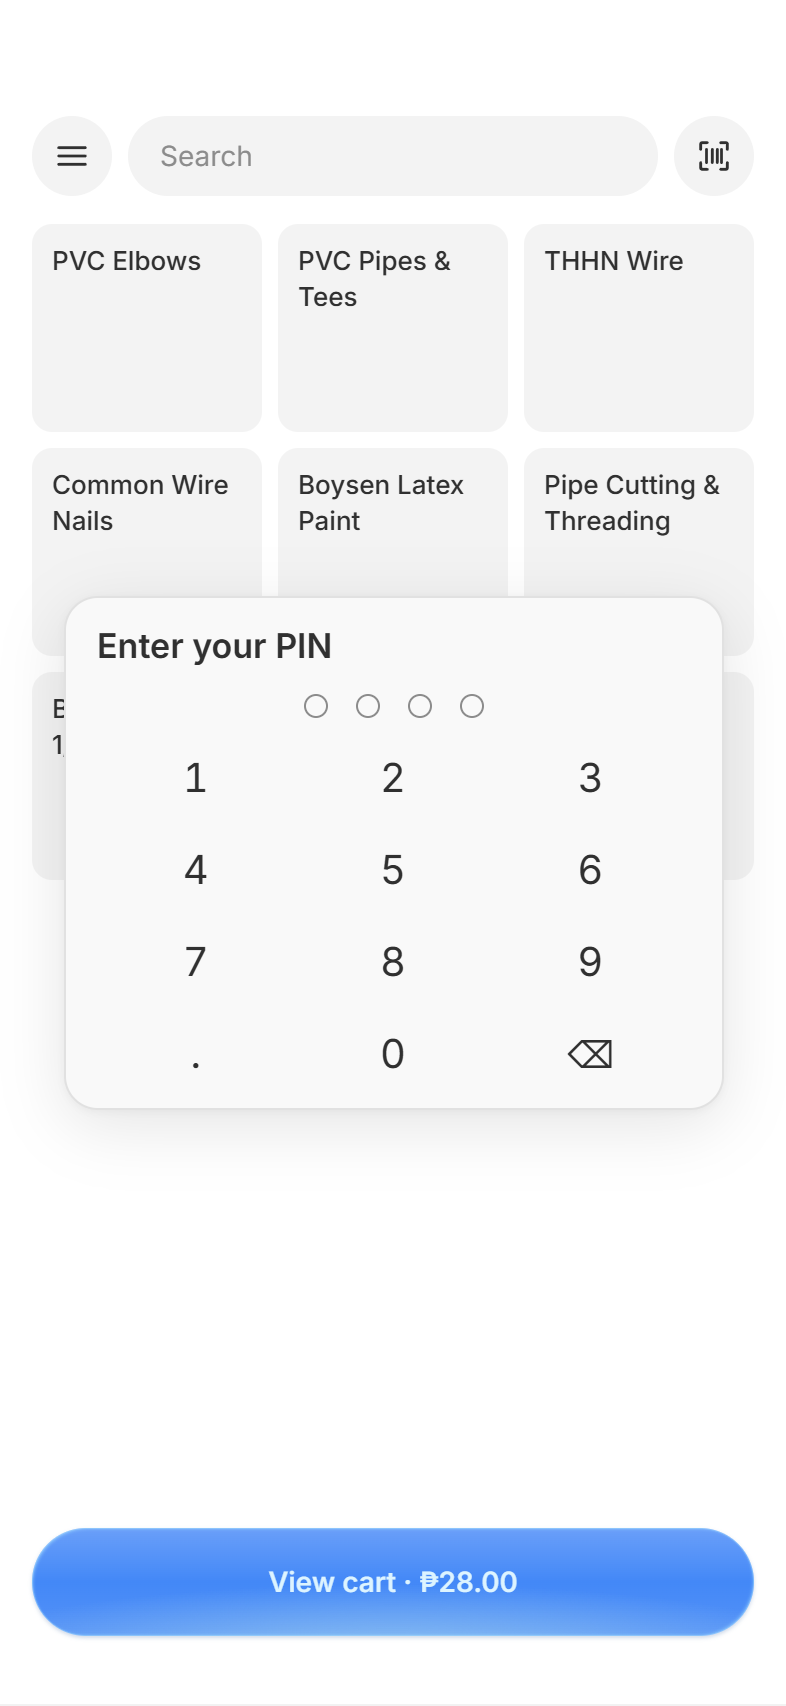 Search
PVC Elbows
PVC Pipes &
Tees
THHN Wire
Common Wire
Nails
Boysen Latex
Paint
Pipe Cutting &
Threading
Enter your PIN
1 2 3
4 5 6
7 8 9
. 0 ⌫
View cart · ₱28.00